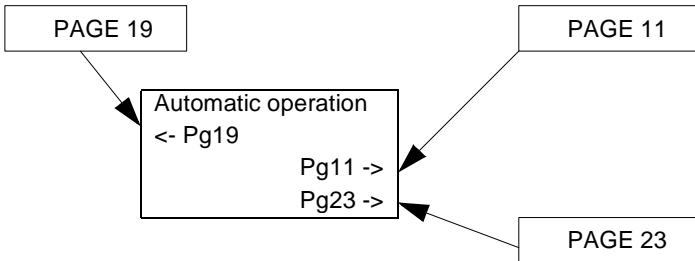 PAGE 19
PAGE 11
Automatic operation
<- Pg19
Pg11 ->
Pg23 ->
PAGE 23